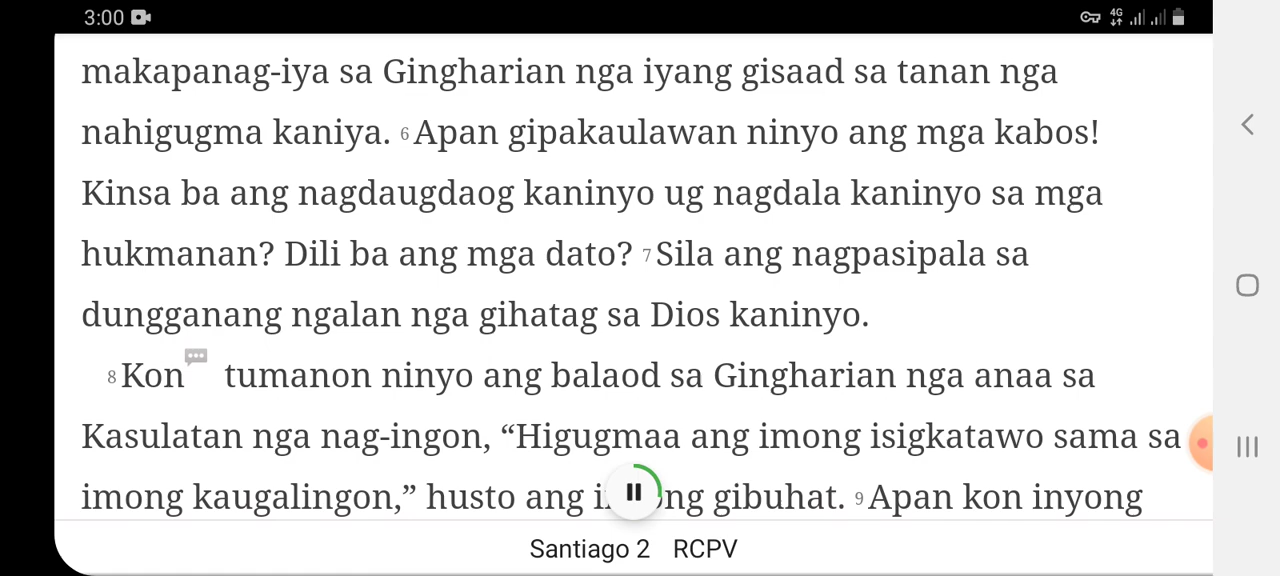 3:00
4G
makapanag-iya sa Gingharian nga iyang gisaad sa tanan nga
nahigugma kaniya. 6 Apan gipakaulawan ninyo ang mga kabos!
Kinsa ba ang nagdaugdaog kaninyo ug nagdala kaninyo sa mga
hukmanan? Dili ba ang mga dato? 7 Sila ang nagpasipala sa
dungganang ngalan nga gihatag sa Dios kaninyo.
8 Kon tumanon ninyo ang balaod sa Gingharian nga anaa sa
Kasulatan nga nag-ingon, “Higugmaa ang imong isigkatawo sama sa
imong kaugalingon,” husto ang gibuhat. 9 Apan kon inyong
Santiago 2 RCPV